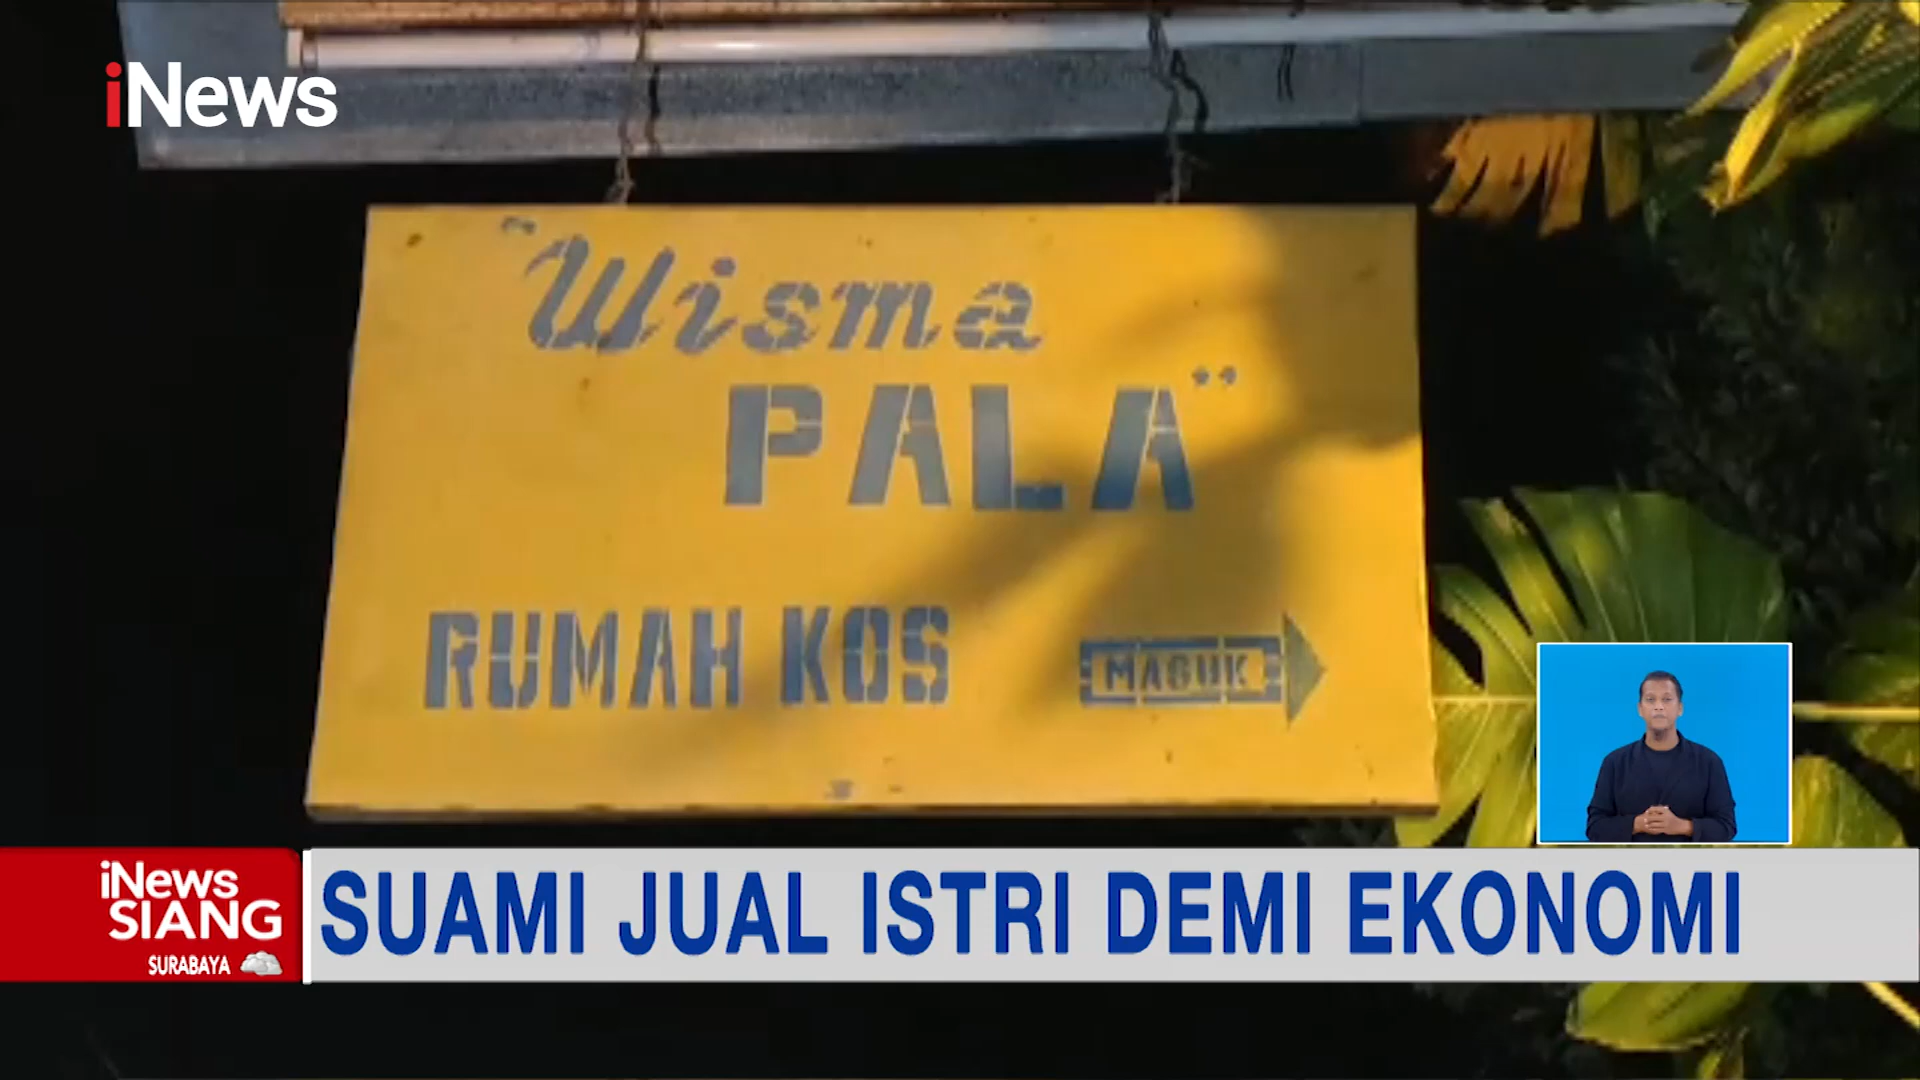 iNews
"Wisma
PALA"
RUMAH KOS
MASUK
iNews
SIANG
SURABAYA
SUAMI JUAL ISTRI DEMI EKONOMI